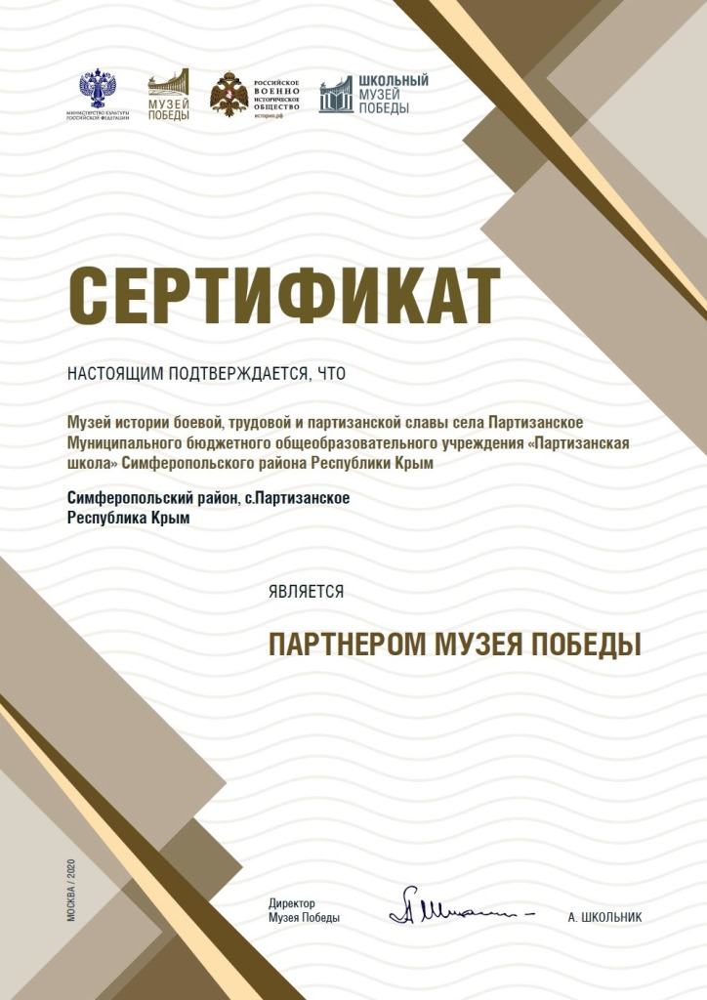 МИНИСТЕРСТВО КУЛЬТУРЫ
РОССИЙСКОЙ ФЕДЕРАЦИИ
МУЗЕЙ
ПОБЕДЫ
РОССИЙСКОЕ
ВОЕННО
ИСТОРИЧЕСКОЕ
ОБЩЕСТВО
история.рф
ШКОЛЬНЫЙ
МУЗЕЙ
ПОБЕДЫ
СЕРТИФИКАТ
НАСТОЯЩИМ ПОДТВЕРЖДАЕТСЯ, ЧТО
Музей истории боевой, трудовой и партизанской славы села Партизанское
Муниципального бюджетного общеобразовательного учреждения «Партизанская
школа» Симферопольского района Республики Крым
Симферопольский район, с.Партизанское
Республика Крым
ЯВЛЯЕТСЯ
ПАРТНЕРОМ МУЗЕЯ ПОБЕДЫ
МОСКВА / 2020
Директор
Музея Победы
А. ШКОЛЬНИК